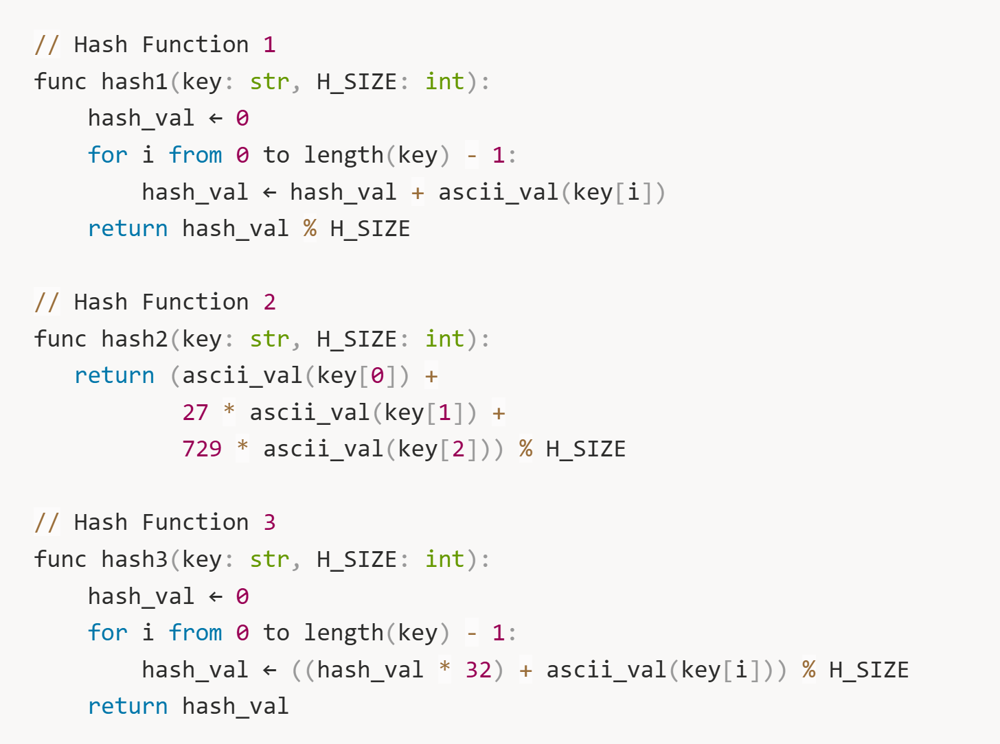 // Hash Function 1
func hash1(key: str, H_SIZE: int):
    hash_val ← 0
    for i from 0 to length(key) - 1:
        hash_val ← hash_val + ascii_val(key[i])
    return hash_val % H_SIZE

// Hash Function 2
func hash2(key: str, H_SIZE: int):
   return (ascii_val(key[0]) +
           27 * ascii_val(key[1]) +
           729 * ascii_val(key[2])) % H_SIZE

// Hash Function 3
func hash3(key: str, H_SIZE: int):
    hash_val ← 0
    for i from 0 to length(key) - 1:
        hash_val ← ((hash_val * 32) + ascii_val(key[i])) % H_SIZE
    return hash_val